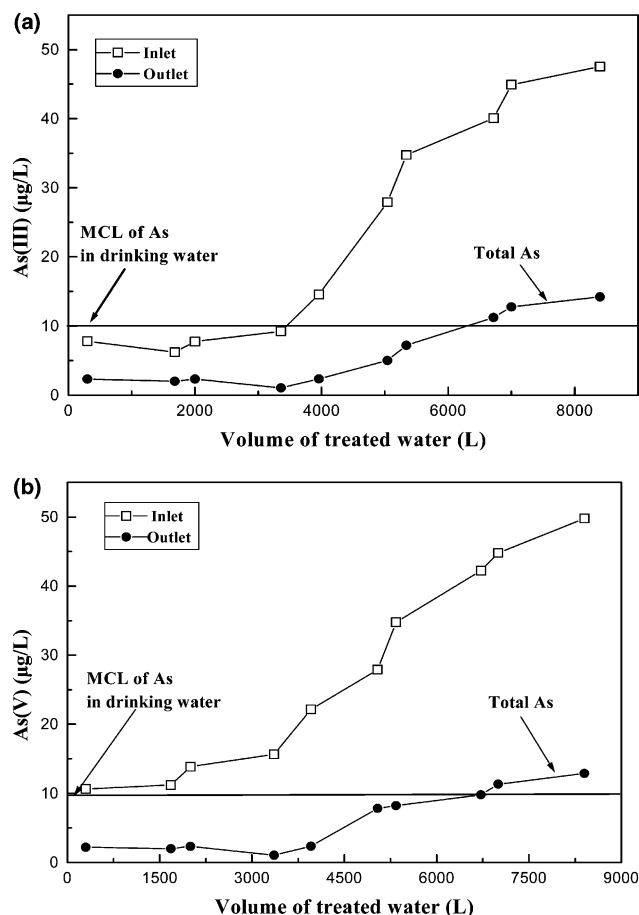 (a)
Inlet
Outlet
MCL of As
in drinking water
Total As
As(III) (µg/L)
50
40
30
20
10
0
0 2000 4000 6000 8000
Volume of treated water (L)
(b)
Inlet
Outlet
MCL of As
in drinking water
Total As
As(V) (µg/L)
50
40
30
20
10
0
0 1500 3000 4500 6000 7500 9000
Volume of treated water (L)